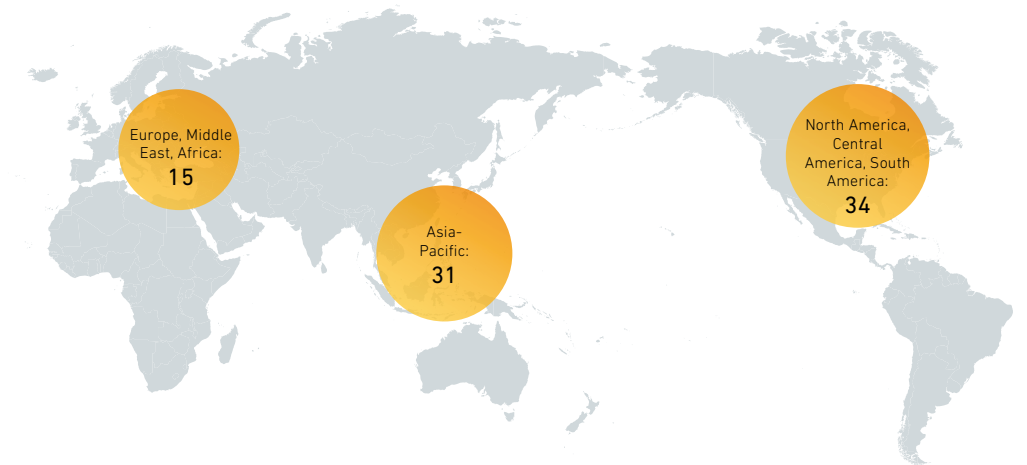 Europe, Middle
East, Africa:
15
Asia-
Pacific:
31
North America,
Central
America, South
America:
34